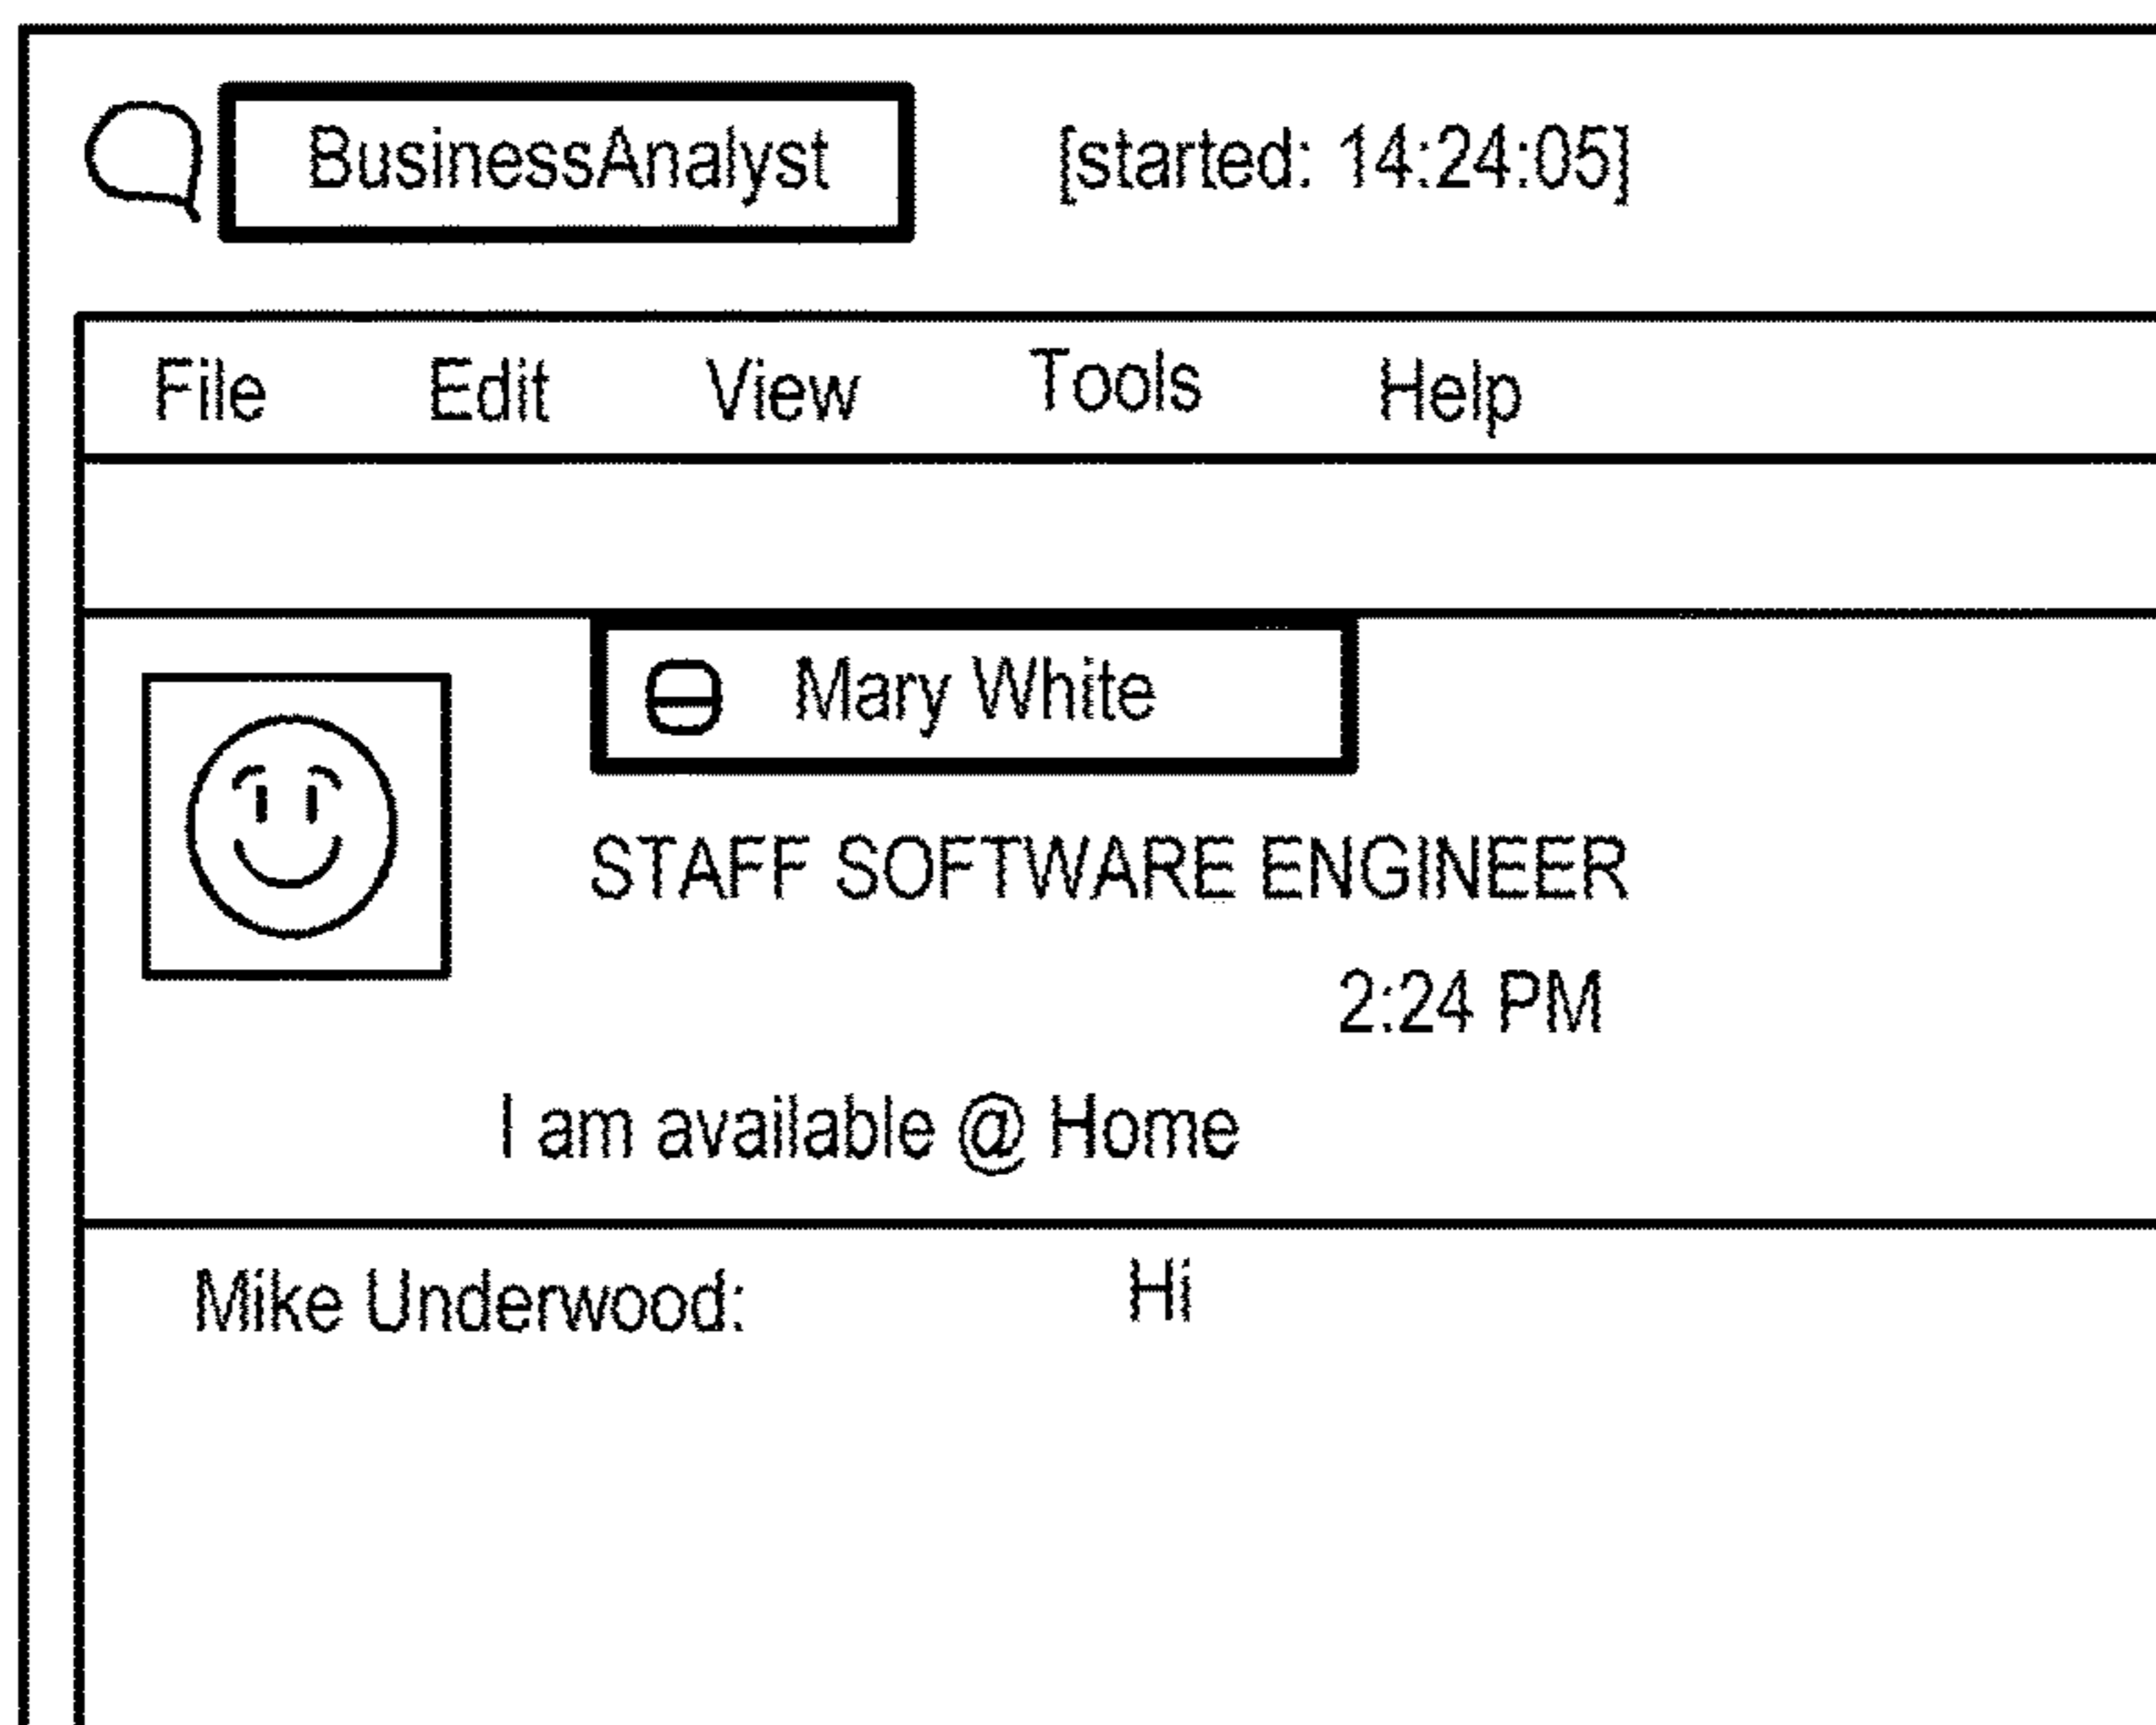 BusinessAnalyst [started: 14:24:05]
File Edit View Tools Help
Mary White
STAFF SOFTWARE ENGINEER
2:24 PM
I am available @ Home
Mike Underwood: Hi